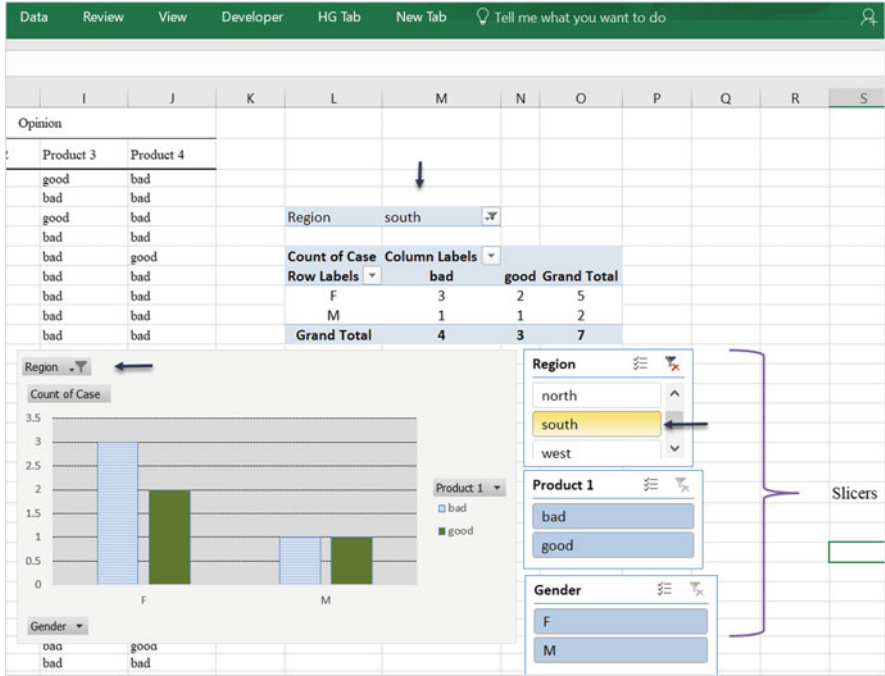 Data Review View Developer HG Tab New Tab Tell me what you want to do
I J K L M N O P Q R S
Opinion
Product 3 Product 4
good bad
bad bad
good bad
bad bad
bad good
bad bad
bad bad
bad bad
bad bad
Region south
Count of Case Column Labels
Row Labels bad good Grand Total
F 3 2 5
M 1 1 2
Grand Total 4 3 7
Region
Count of Case
3.5
3
2.5
2
1.5
1
0.5
0
F M
Product 1
bad
good
Gender
Region
north
south
west
Product 1
bad
good
Gender
F
M
Slicers
bad good
bad bad